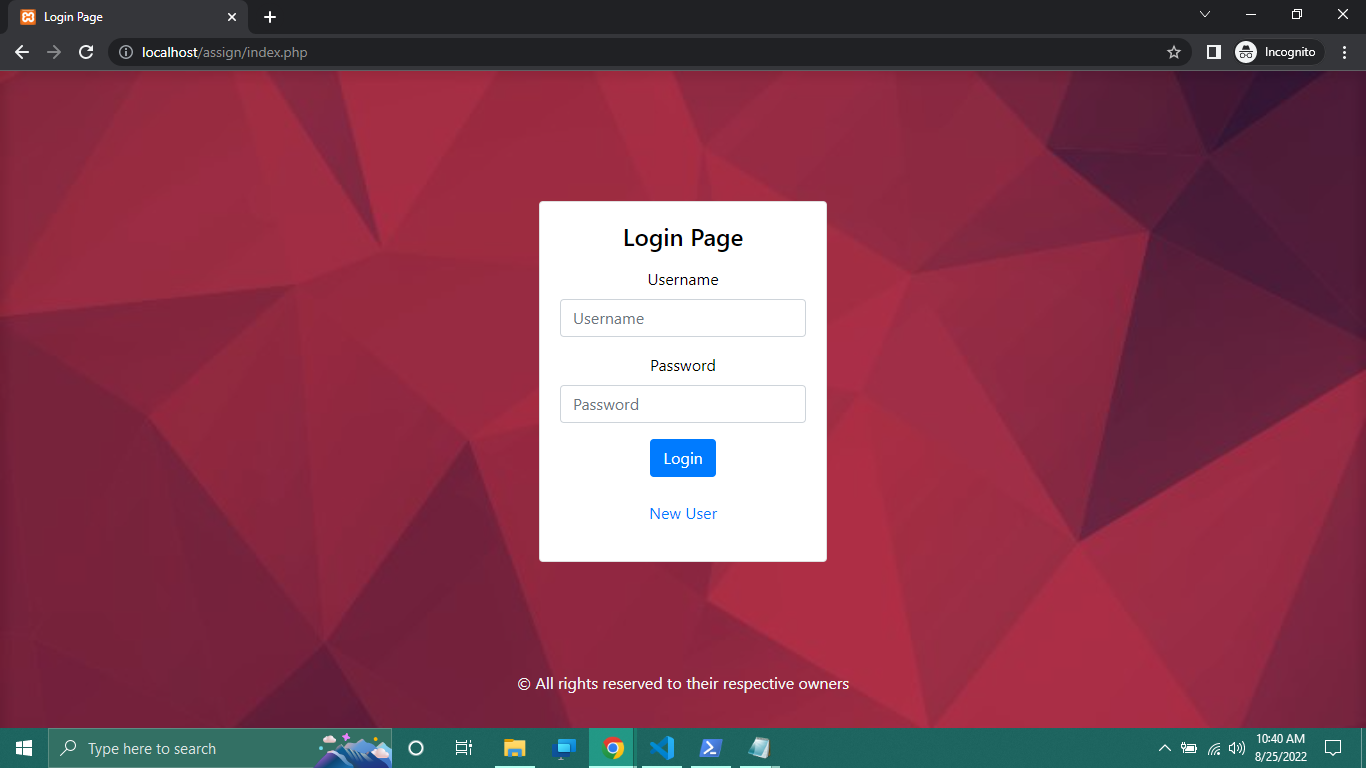 Login Page
localhost/assign/index.php
Incognito
Login Page
Username
Username
Password
Password
Login
New User
© All rights reserved to their respective owners
Type here to search
10:40 AM
8/25/2022